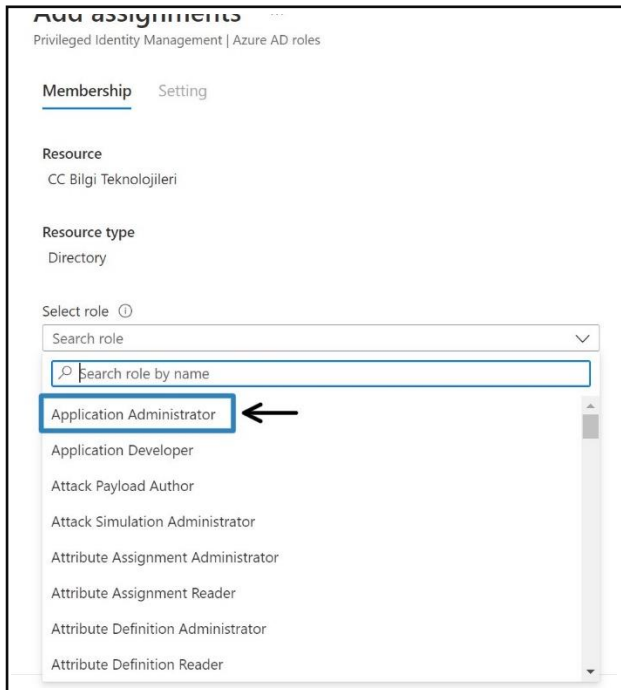 Add assignments ...
Privileged Identity Management | Azure AD roles
Membership Setting
Resource
CC Bilgi Teknolojileri
Resource type
Directory
Select role
Search role
Search role by name
Application Administrator
Application Developer
Attack Payload Author
Attack Simulation Administrator
Attribute Assignment Administrator
Attribute Assignment Reader
Attribute Definition Administrator
Attribute Definition Reader